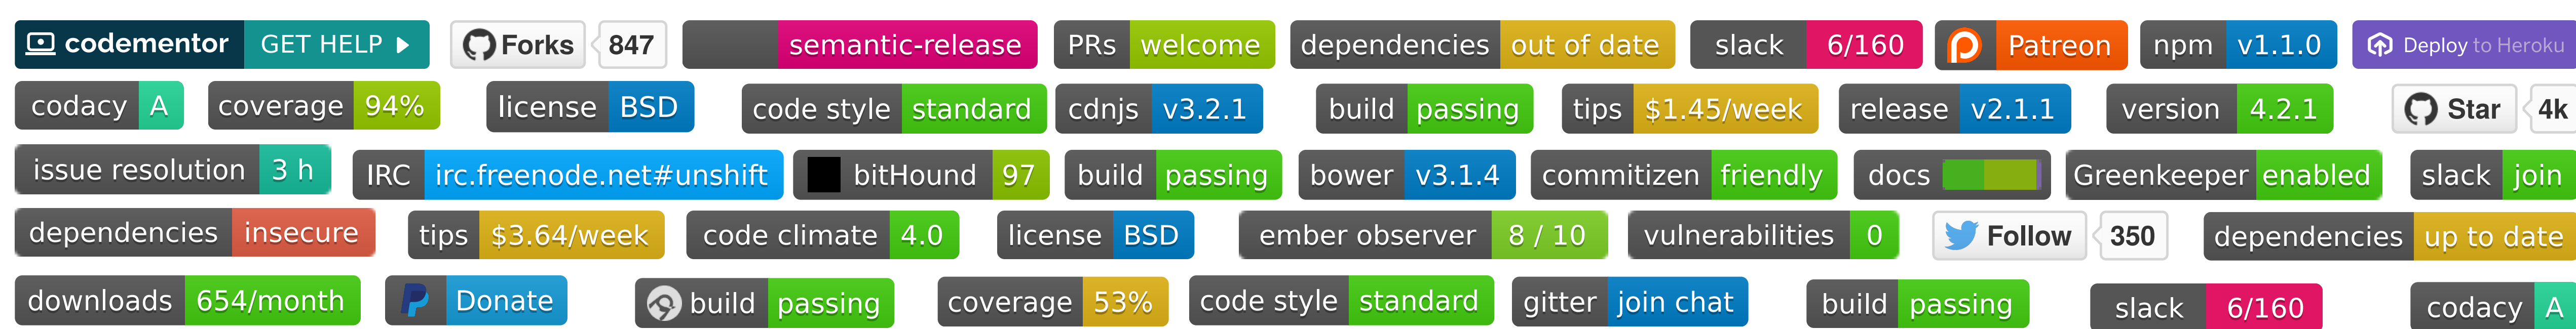 codementor GET HELP Forks 847 semantic-release PRs welcome dependencies out of date slack 6/160 Patreon npm v1.1.0 Deploy to Heroku
codacy A coverage 94% license BSD code style standard cdnjs v3.2.1 build passing tips $1.45/week release v2.1.1 version 4.2.1 Star 4k
issue resolution 3 h IRC irc.freenode.net#unshift bitHound 97 build passing bower v3.1.4 commitizen friendly docs Greenkeeper enabled slack join
dependencies insecure tips $3.64/week code climate 4.0 license BSD ember observer 8 / 10 vulnerabilities 0 Follow 350 dependencies up to date
downloads 654/month Donate build passing coverage 53% code style standard gitter join chat build passing slack 6/160 codacy A